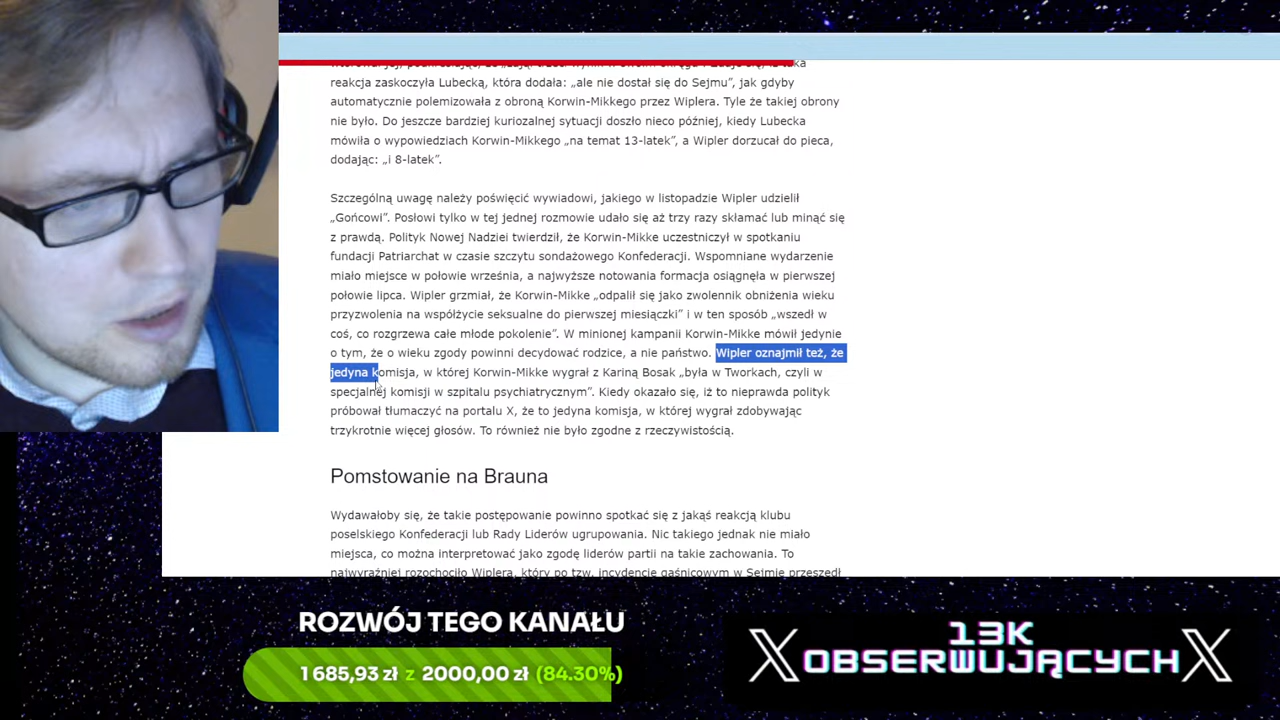 reakcja zaskoczyła Lubecką, która dodała: „ale nie dostał się do Sejmu”, jak gdyby
automatycznie polemizowała z obroną Korwin-Mikkego przez Wiplera. Tyle że takiej obrony
nie było. Do jeszcze bardziej kuriozalnej sytuacji doszło nieco później, kiedy Lubecka
mówiła o wypowiedziach Korwin-Mikkego „na temat 13-latek”, a Wipler dorzucał do pieca,
dodając: „i 8-latek”.
Szczególną uwagę należy poświęcić wywiadowi, jakiego w listopadzie Wipler udzielił
„Gońcowi”. Posłowi tylko w tej jednej rozmowie udało się aż trzy razy skłamać lub minąć się
z prawdą. Polityk Nowej Nadziei twierdził, że Korwin-Mikke uczestniczył w spotkaniu
fundacji Patriarchat w czasie szczytu sondażowego Konfederacji. Wspomniane wydarzenie
miało miejsce w połowie września, a najwyższe notowania formacja osiągnęła w pierwszej
połowie lipca. Wipler grzmiał, że Korwin-Mikke „odpalił się jako zwolennik obniżenia wieku
przyzwolenia na współżycie seksualne do pierwszej miesiączki” i w ten sposób „wszedł w
coś, co rozgrzewa całe młode pokolenie”. W minionej kampanii Korwin-Mikke mówił jedynie
o tym, że o wieku zgody powinni decydować rodzice, a nie państwo. Wipler oznajmił też, że
jedyna komisja, w której Korwin-Mikke wygrał z Kariną Bosak „była w Tworkach, czyli w
specjalnej komisji w szpitalu psychiatrycznym”. Kiedy okazało się, iż to nieprawda polityk
próbował tłumaczyć na portalu X, że to jedyna komisja, w której wygrał zdobywając
trzykrotnie więcej głosów. To również nie było zgodne z rzeczywistością.
Pomstowanie na Brauna
Wydawałoby się, że takie postępowanie powinno spotkać się z jakąś reakcją klubu
poselskiego Konfederacji lub Rady Liderów ugrupowania. Nic takiego jednak nie miało
miejsca, co można interpretować jako zgodę liderów partii na takie zachowania. To
najwyraźniej rozochociło Wiplera, który po tzw. incydencie gaśnicowym w Sejmie przeszedł
ROZWÓJ TEGO KANAŁU
1 685,93 zł z 2000,00 zł (84.30%)
13K
X OBSERWUJĄCYCH X